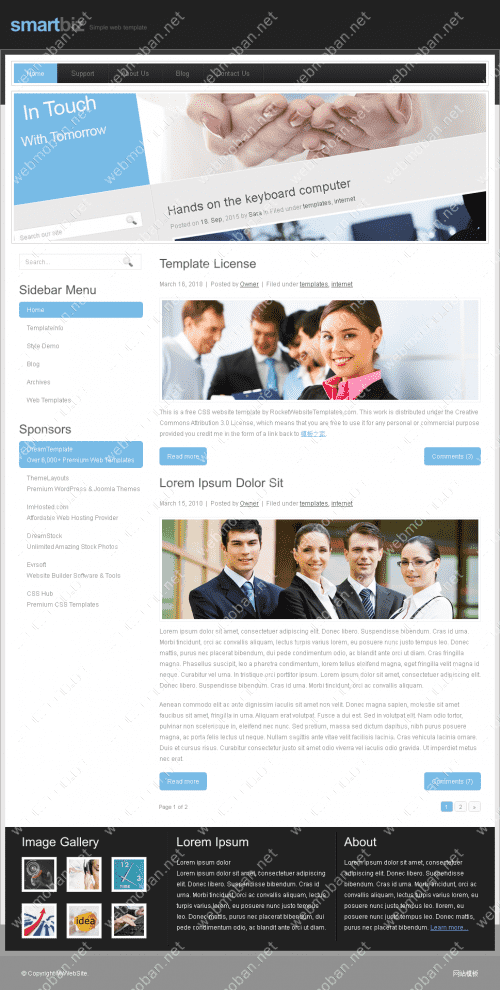 smartbiz Simple web template
Home Support About Us Blog Contact Us
In Touch
With Tomorrow
Search our site
Hands on the keyboard computer
Posted on 18. Sep, 2015 by Sara in Filed under templates, internet
Search...
Sidebar Menu
Home
TemplateInfo
Style Demo
Blog
Archives
Web Templates
Sponsors
DreamTemplate
Over 6,000+ Premium Web Templates
ThemeLayouts
Premium WordPress & Joomla Themes
ImHosted.com
Affordable Web Hosting Provider
DreamStock
Unlimited Amazing Stock Photos
Evrsoft
Website Builder Software & Tools
CSS Hub
Premium CSS Templates
Template License
March 16, 2010 | Posted by Owner | Filed under templates, internet
This is a free CSS website template by RocketWebsiteTemplates.com. This work is distributed under the Creative
Commons Attribution 3.0 License, which means that you are free to use it for any personal or commercial purpose
provided you credit me in the form of a link back to
Read more
Comments (3)
Lorem Ipsum Dolor Sit
March 15, 2010 | Posted by Owner | Filed under templates, internet
Lorem ipsum dolor sit amet, consectetuer adipiscing elit. Donec libero. Suspendisse bibendum. Cras id urna.
Morbi tincidunt, orci ac convallis aliquam, lectus turpis varius lorem, eu posuere nunc justo tempus leo. Donec
mattis, purus nec placerat bibendum, dui pede condimentum odio, ac blandit ante orci ut diam. Cras fringilla
magna. Phasellus suscipit, leo a pharetra condimentum, lorem tellus eleifend magna, eget fringilla velit magna id
neque. Curabitur vel urna. In tristique orci porttitor ipsum. Lorem ipsum dolor sit amet, consectetuer adipiscing
elit. Donec libero. Suspendisse bibendum. Cras id urna. Morbi tincidunt, orci ac convallis aliquam.
Aenean commodo elit ac ante dignissim iaculis sit amet non velit. Donec magna sapien, molestie sit amet
faucibus sit amet, fringilla in urna. Aliquam erat volutpat. Fusce a dui est. Sed in volutpat elit. Nam odio tortor,
pulvinar non scelerisque in, eleifend nec nunc. Sed pretium, massa sed dictum dapibus, nibh purus posuere
magna, ac porta felis lectus ut neque. Nullam sagittis ante vitae velit facilisis lacinia. Cras vehicula lacinia ornare.
Duis et cursus risus. Curabitur consectetur justo sit amet odio viverra vel iaculis odio gravida. Ut imperdiet metus
nec erat.
Read more
Comments (7)
Page 1 of 2
1 2 »
Image Gallery
idea
Lorem Ipsum
Lorem ipsum dolor
Lorem ipsum dolor sit amet, consectetuer adipiscing
elit. Donec libero. Suspendisse bibendum. Cras id
urna. Morbi tincidunt, orci ac convallis aliquam, lectus
turpis varius lorem, eu posuere nunc justo tempus
leo. Donec mattis, purus nec placerat bibendum, dui
pede condimentum odio, ac blandit ante orci ut diam.
About
Lorem ipsum dolor sit amet, consectetuer adipiscing
elit. Donec libero. Suspendisse bibendum. Cras id
urna. Morbi tincidunt, orci ac convallis aliquam, lectus
turpis varius lorem, eu posuere nunc justo tempus
leo. Donec mattis, purus nec placerat bibendum.
Learn more...
© Copyright MyWebSite
网站模板
webmoban.net